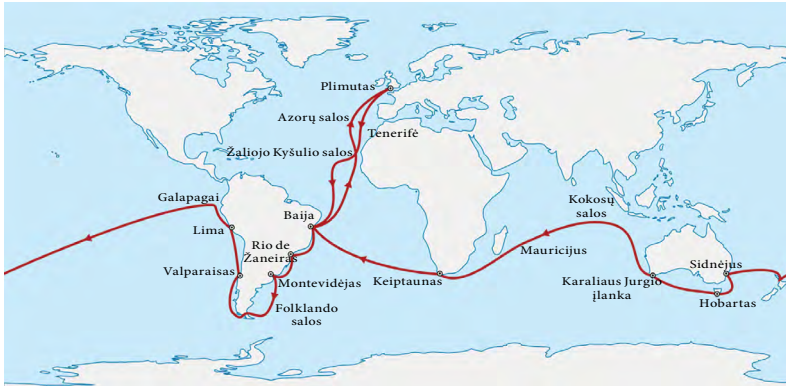 Plimutas
Azorų salos
Tenerifė
Žaliojo Kyšulio salos
Galapagai
Kokosų
salos
Baija
Lima
Rio de
Žaneiras
Mauricijus
Sidnėjus
Valparaisas
Montevidėjas
Keiptaunas
Karaliaus Jurgio
įlanka
Hobartas
Folklando
salos